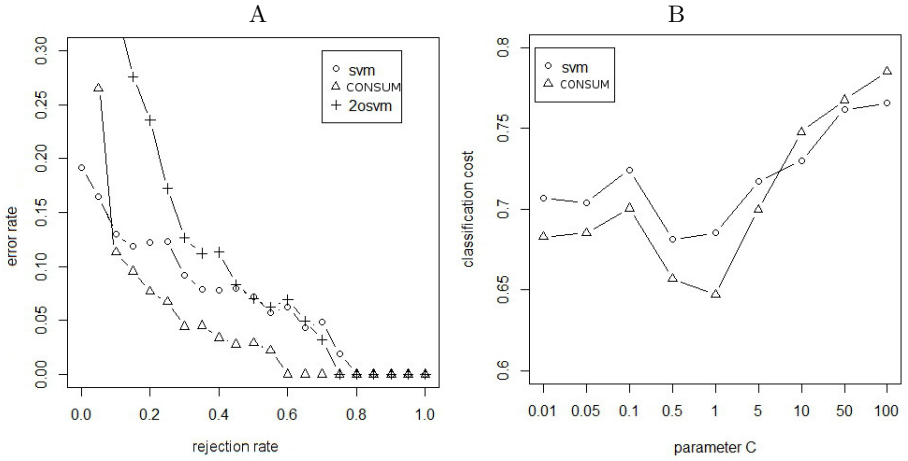 A
0.30
0.25
0.20
0.15
0.10
0.05
0.00
error rate
svm
CONSUM
2osvm
0.0 0.2 0.4 0.6 0.8 1.0
rejection rate
B
0.8
0.75
0.7
0.65
0.6
classification cost
svm
CONSUM
0.01 0.05 0.1 0.5 1 5 10 50 100
parameter C